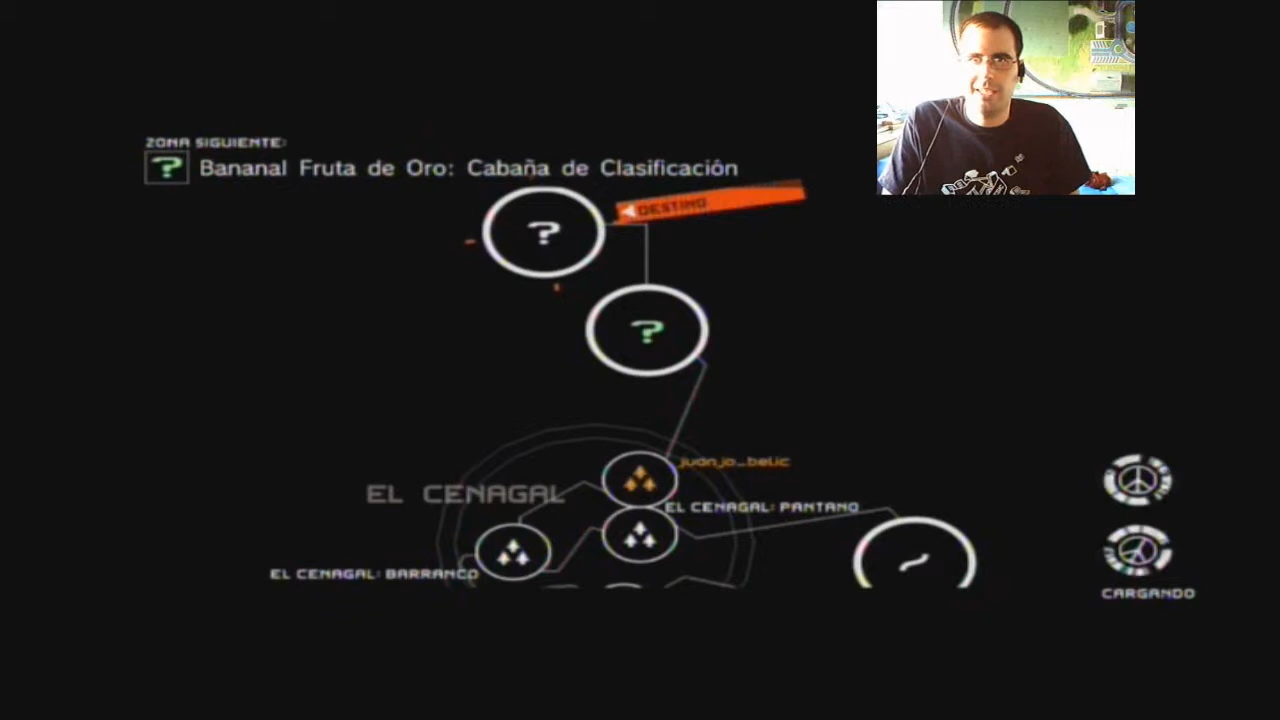 ZONA SIGUIENTE:
? Bananal Fruta de Oro: Cabaña de Clasificación
DESTINO
?
?
juanjo_belic
EL CENAGAL
EL CENAGAL: PANTANO
EL CENAGAL: BARRANCO
CARGANDO